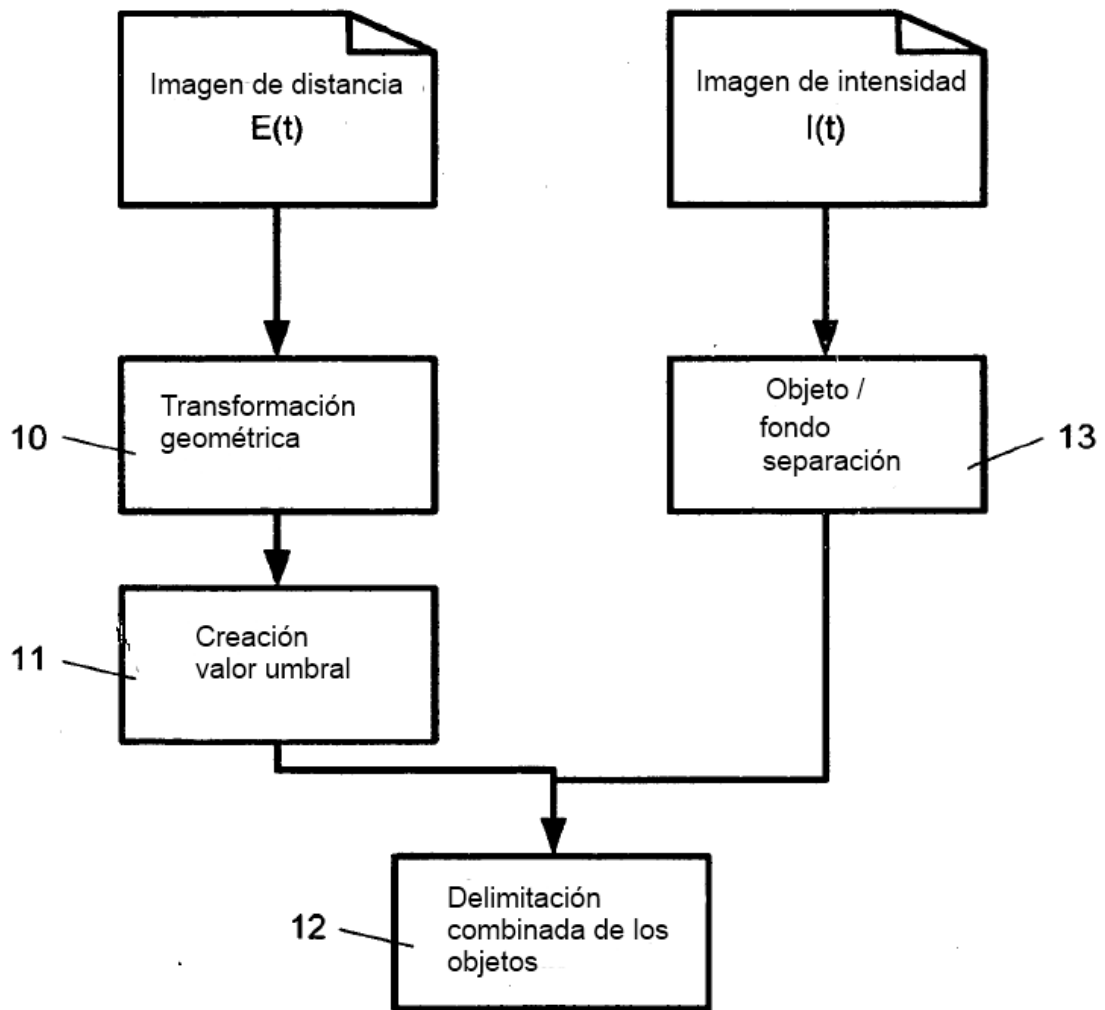 Imagen de distancia
E(t)
Imagen de intensidad
I(t)
Transformación
geométrica
10
Objeto /
fondo
separación
13
Creación
valor umbral
11
Delimitación
combinada de los
objetos
12